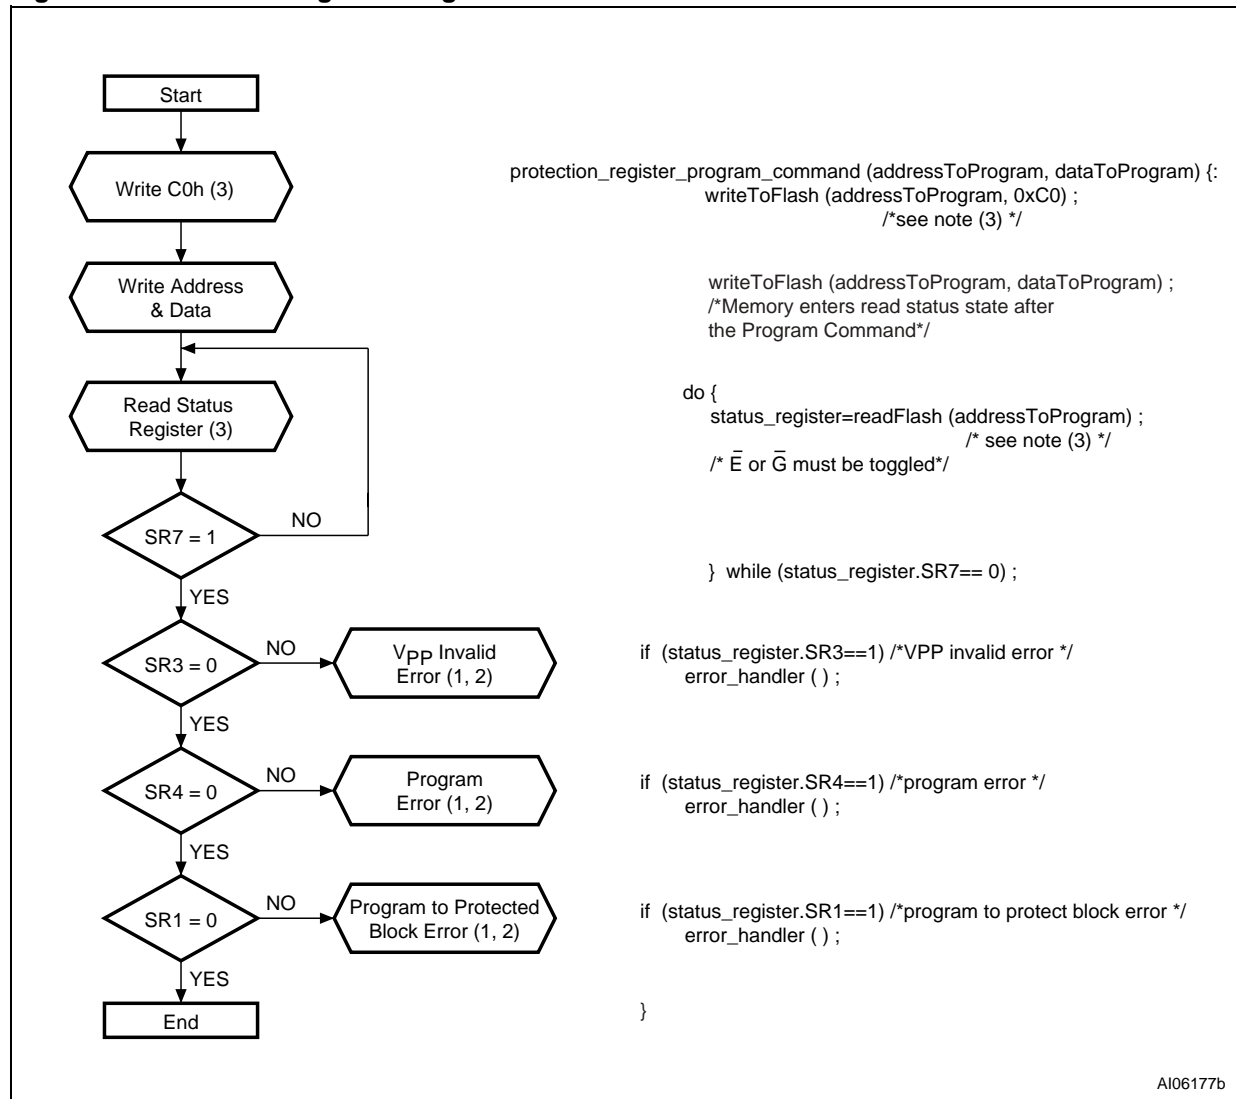 Start
Write C0h (3)
Write Address
& Data
Read Status
Register (3)
SR7 = 1
NO
YES
SR3 = 0
NO
VPP Invalid
Error (1, 2)
YES
SR4 = 0
NO
Program
Error (1, 2)
YES
SR1 = 0
NO
Program to Protected
Block Error (1, 2)
YES
End
protection_register_program_command (addressToProgram, dataToProgram) {:
writeToFlash (addressToProgram, 0xC0) ;
/*see note (3) */
writeToFlash (addressToProgram, dataToProgram) ;
/*Memory enters read status state after
the Program Command*/
do {
status_register=readFlash (addressToProgram) ;
/* see note (3) */
/* E̅ or G̅ must be toggled*/
} while (status_register.SR7== 0) ;
if (status_register.SR3==1) /*VPP invalid error */
error_handler ( ) ;
if (status_register.SR4==1) /*program error */
error_handler ( ) ;
if (status_register.SR1==1) /*program to protect block error */
error_handler ( ) ;
}
AI06177b